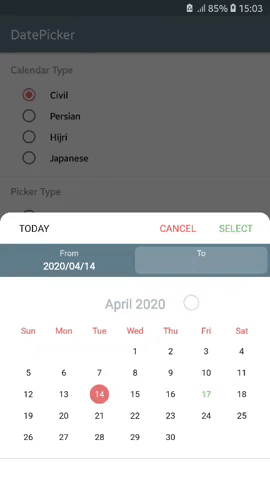 85% 15:03
DatePicker
Calendar Type
Civil
Persian
Hijri
Japanese
Picker Type
TODAY CANCEL SELECT
From To
2020/04/14
April 2020
Sun Mon Tue Wed Thu Fri Sat
1 2 3 4
5 6 7 8 9 10 11
12 13 14 15 16 17 18
19 20 21 22 23 24 25
26 27 28 29 30